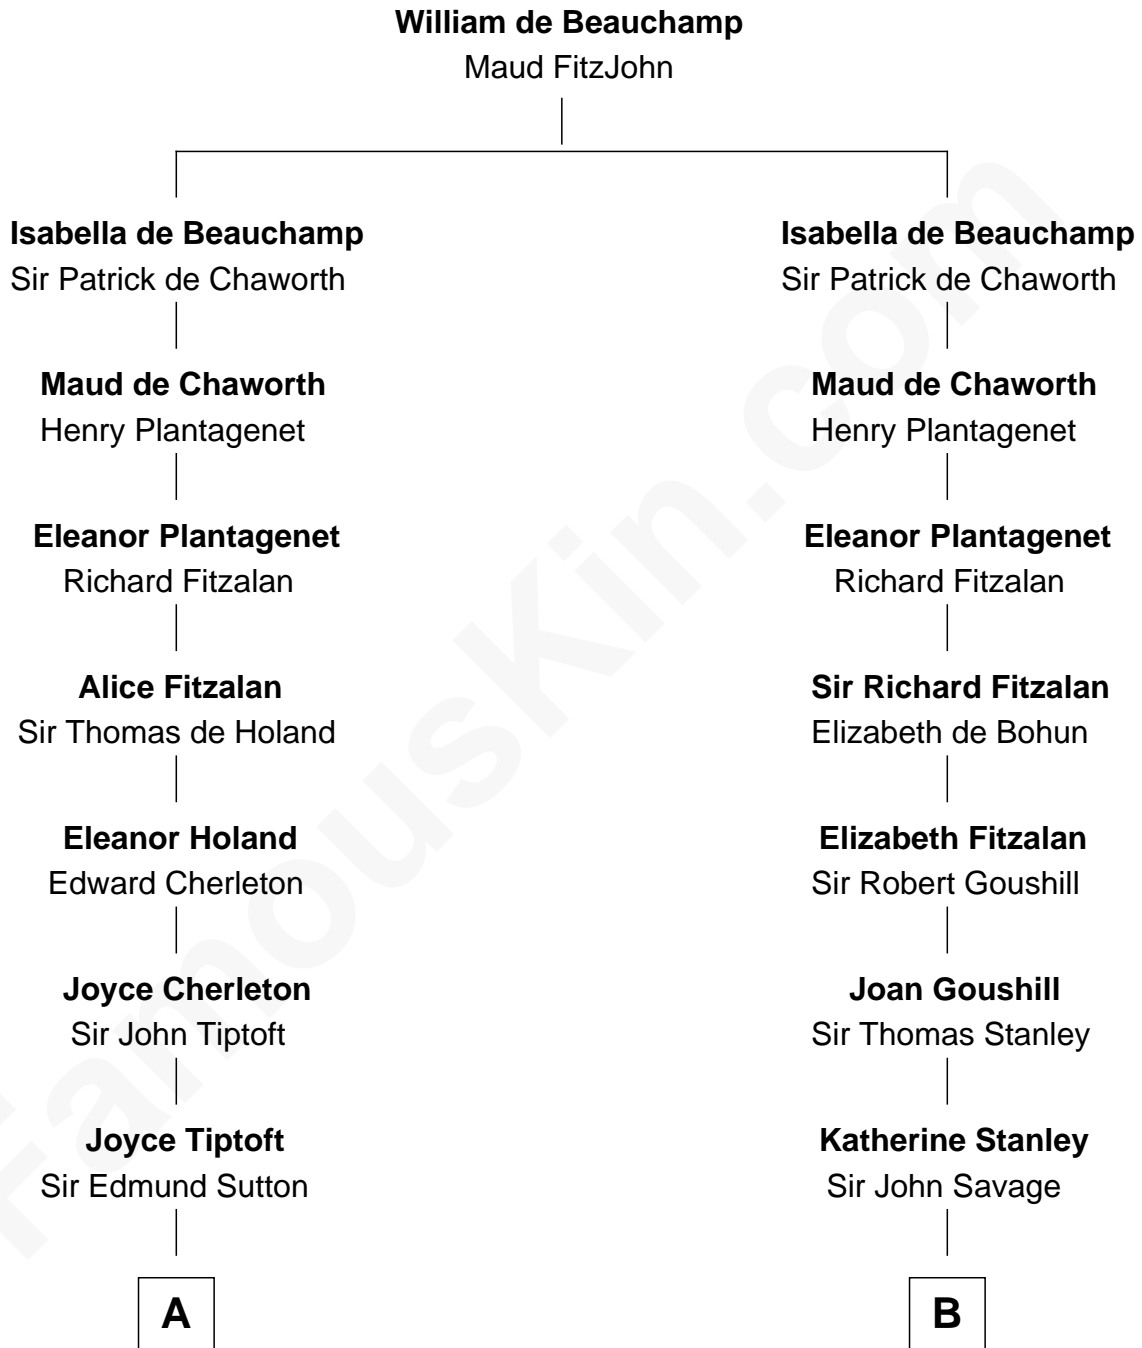 William de Beauchamp
Maud FitzJohn
Isabella de Beauchamp
Sir Patrick de Chaworth
Isabella de Beauchamp
Sir Patrick de Chaworth
Maud de Chaworth
Henry Plantagenet
Maud de Chaworth
Henry Plantagenet
Eleanor Plantagenet
Richard Fitzalan
Eleanor Plantagenet
Richard Fitzalan
Alice Fitzalan
Sir Thomas de Holand
Sir Richard Fitzalan
Elizabeth de Bohun
Eleanor Holand
Edward Cherleton
Elizabeth Fitzalan
Sir Robert Goushill
Joyce Cherleton
Sir John Tiptoft
Joan Goushill
Sir Thomas Stanley
Joyce Tiptoft
Sir Edmund Sutton
Katherine Stanley
Sir John Savage
A
B
FamousKin.com